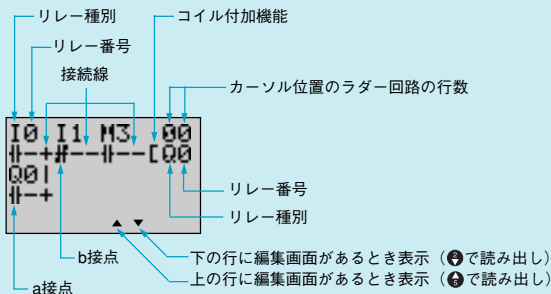 リレー種別
コイル付加機能
リレー番号
接続線
カーソル位置のラダー回路の行数
I0 I1 M3 00
[Q0
Q0
リレー番号
リレー種別
▲ ▼
b接点
下の行に編集画面があるとき表示（で読み出し）
上の行に編集画面があるとき表示（で読み出し）
a接点